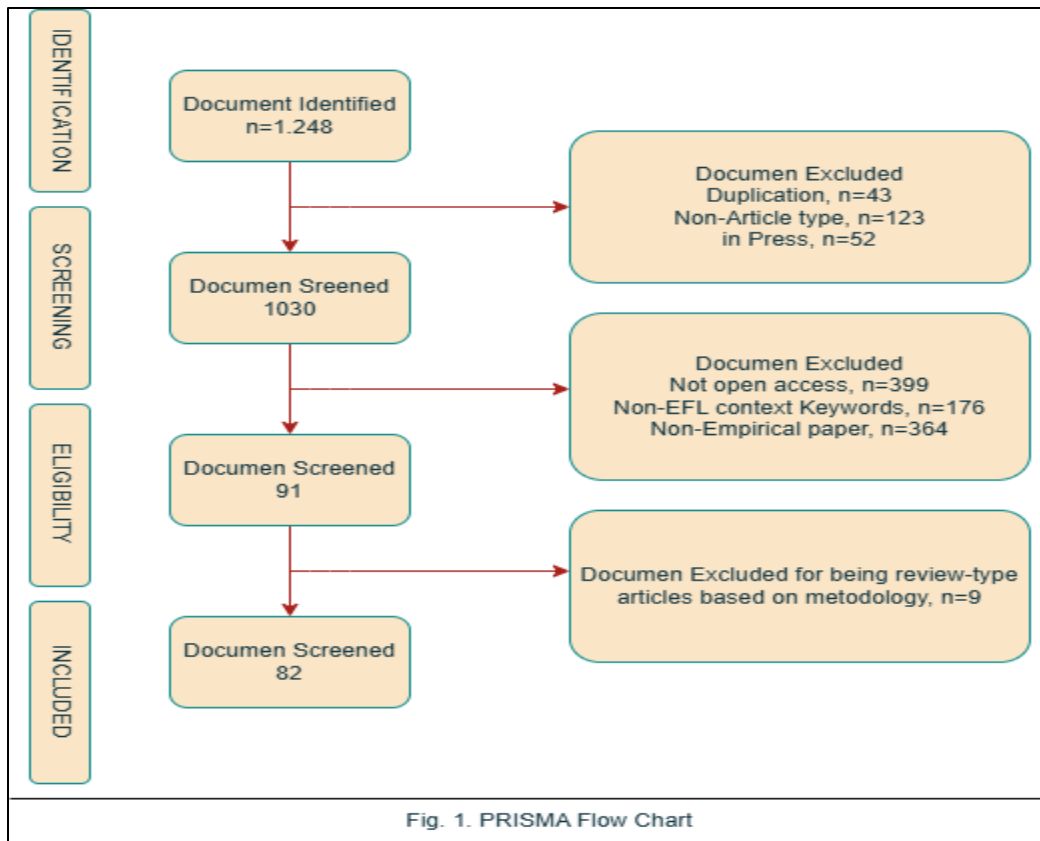 IDENTIFICATION
Document Identified
n=1.248
Documen Excluded
Duplication, n=43
Non-Article type, n=123
in Press, n=52
SCREENING
Documen Sreened
1030
Documen Excluded
Not open access, n=399
Non-EFL context Keywords, n=176
Non-Empirical paper, n=364
ELIGIBILITY
Documen Screened
91
Documen Excluded for being review-type
articles based on metodology, n=9
INCLUDED
Documen Screened
82
Fig. 1. PRISMA Flow Chart